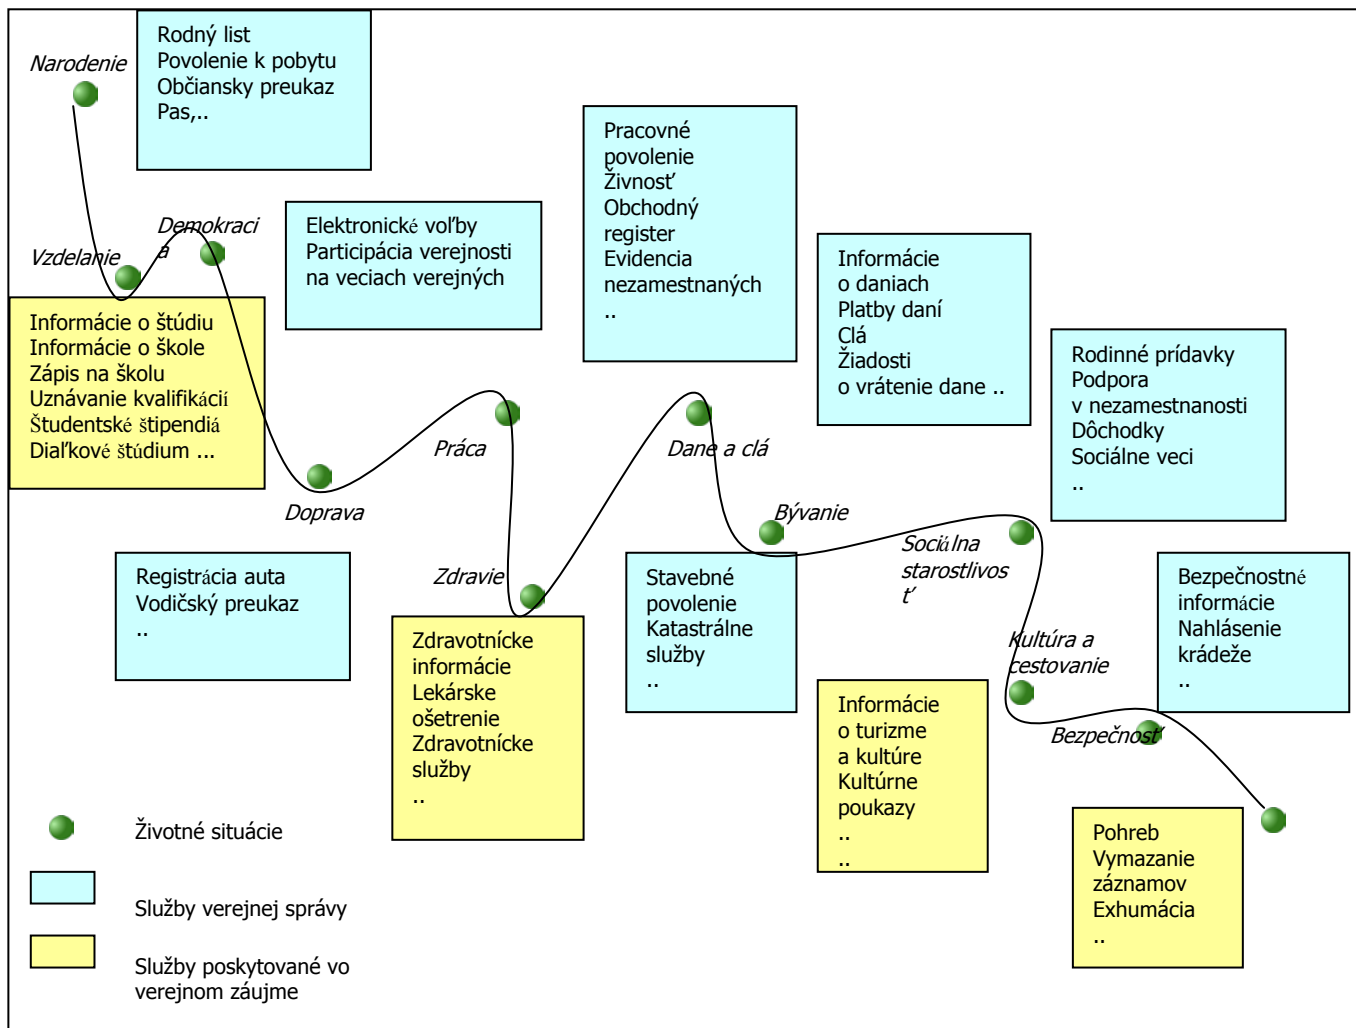 Narodenie
Rodný list
Povolenie k pobytu
Občiansky preukaz
Pas,..
Vzdelanie
Demokraci
a
Elektronické voľby
Participácia verejnosti
na veciach verejných
Pracovné
povolenie
Živnosť
Obchodný
register
Evidencia
nezamestnaných
..
Informácie
o daniach
Platby daní
Clá
Žiadosti
o vrátenie dane ..
Rodinné prídavky
Podpora
v nezamestnanosti
Dôchodky
Sociálne veci
..
Informácie o štúdiu
Informácie o škole
Zápis na školu
Uznávanie kvalifikácií
Študentské štipendiá
Diaľkové štúdium ...
Doprava
Práca
Dane a clá
Bývanie
Sociálna
starostlivos
ť
Registrácia auta
Vodičský preukaz
..
Zdravie
Zdravotnícke
informácie
Lekárske
ošetrenie
Zdravotnícke
služby
..
Stavebné
povolenie
Katastrálne
služby
..
Kultúra a
cestovanie
Bezpečnostné
informácie
Nahlásenie
krádeže
..
Informácie
o turizme
a kultúre
Kultúrne
poukazy
..
..
Bezpečnosť
Pohreb
Vymazanie
záznamov
Exhumácia
..
Životné situácie
Služby verejnej správy
Služby poskytované vo
verejnom záujme